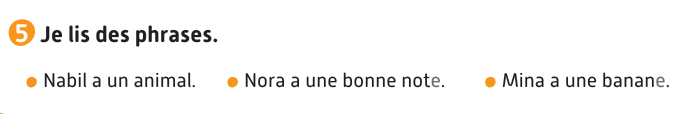 5 Je lis des phrases.
● Nabil a un animal. ● Nora a une bonne note. ● Mina a une banane.